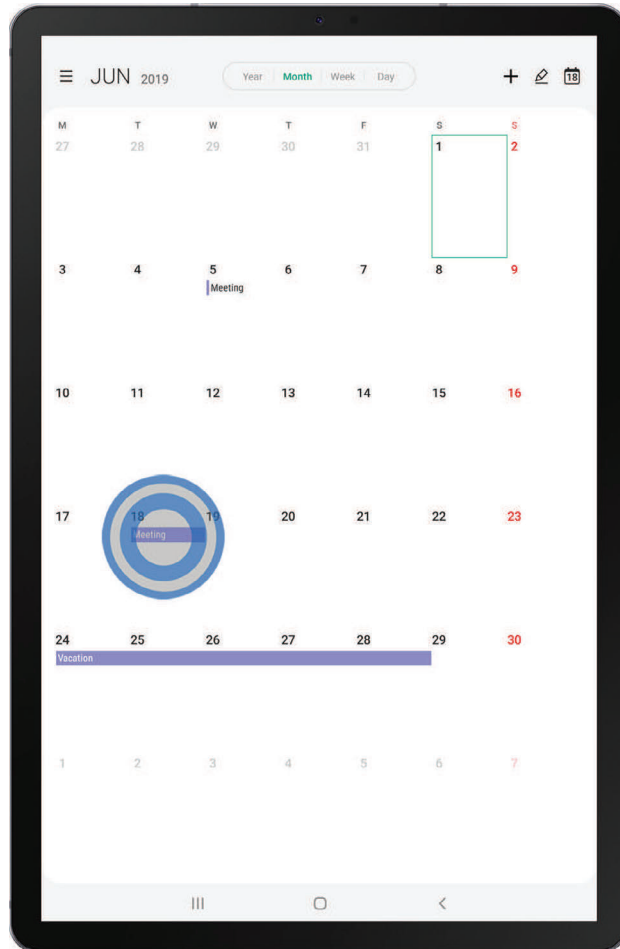 JUN 2019 Year Month Week Day 18
M T W T F S S
27 28 29 30 31 1 2
3 4 5 6 7 8 9
Meeting
10 11 12 13 14 15 16
17 18 19 20 21 22 23
Meeting
24 25 26 27 28 29 30
Vacation
1 2 3 4 5 6 7